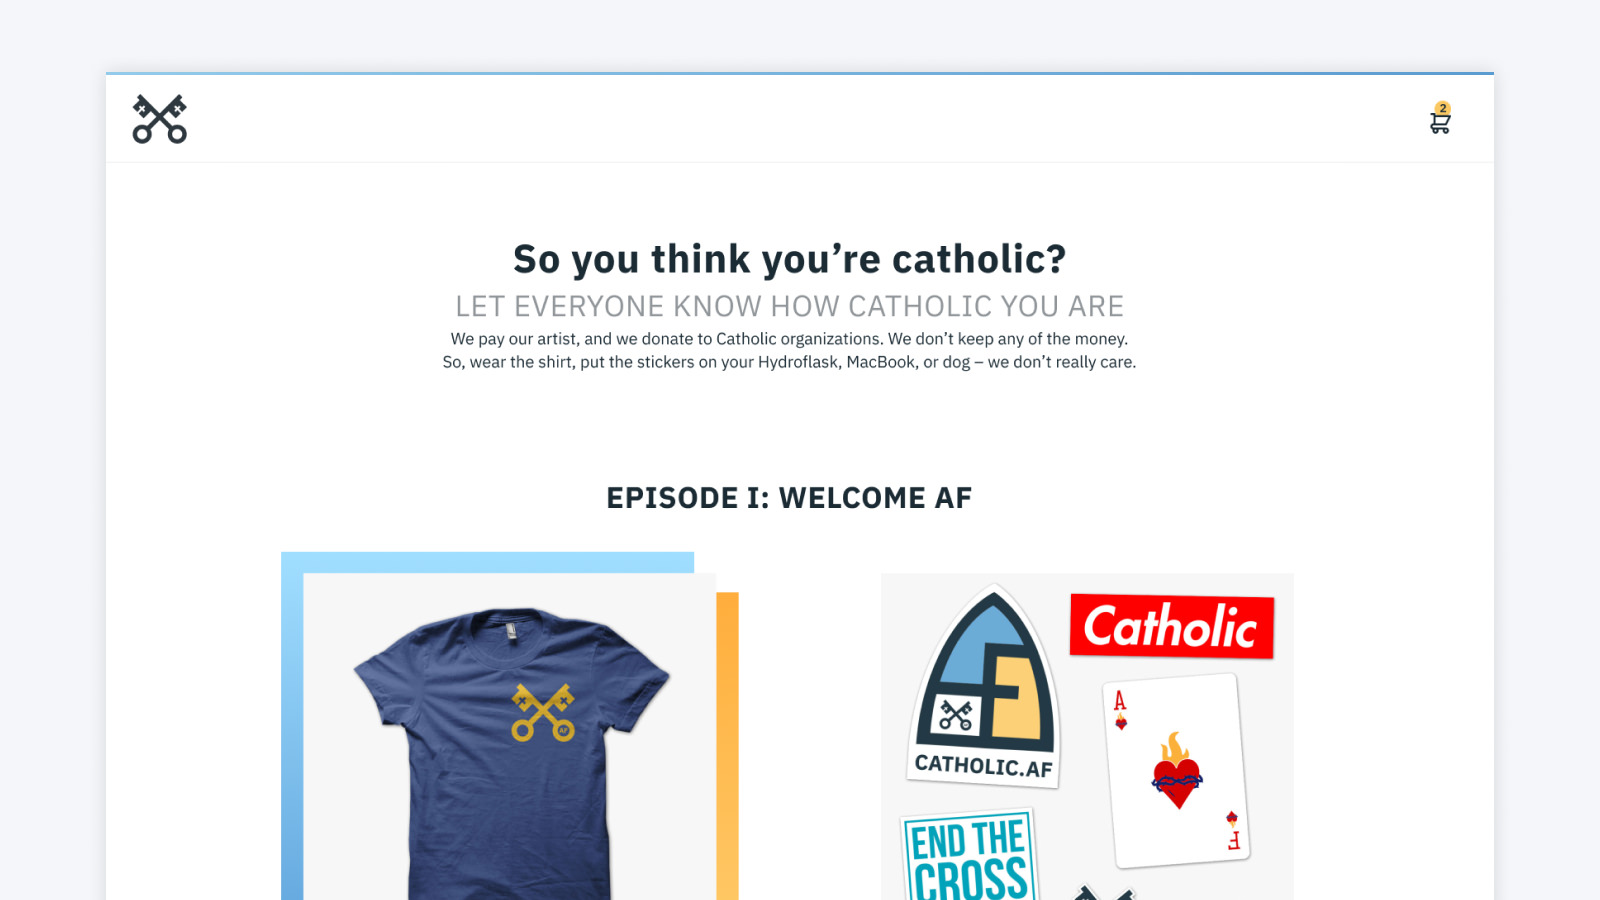 2
So you think you’re catholic?
LET EVERYONE KNOW HOW CATHOLIC YOU ARE
We pay our artist, and we donate to Catholic organizations. We don’t keep any of the money.
So, wear the shirt, put the stickers on your Hydroflask, MacBook, or dog – we don’t really care.
EPISODE I: WELCOME AF
AF
Catholic
A
F
CATHOLIC.AF
END THE
CROSS